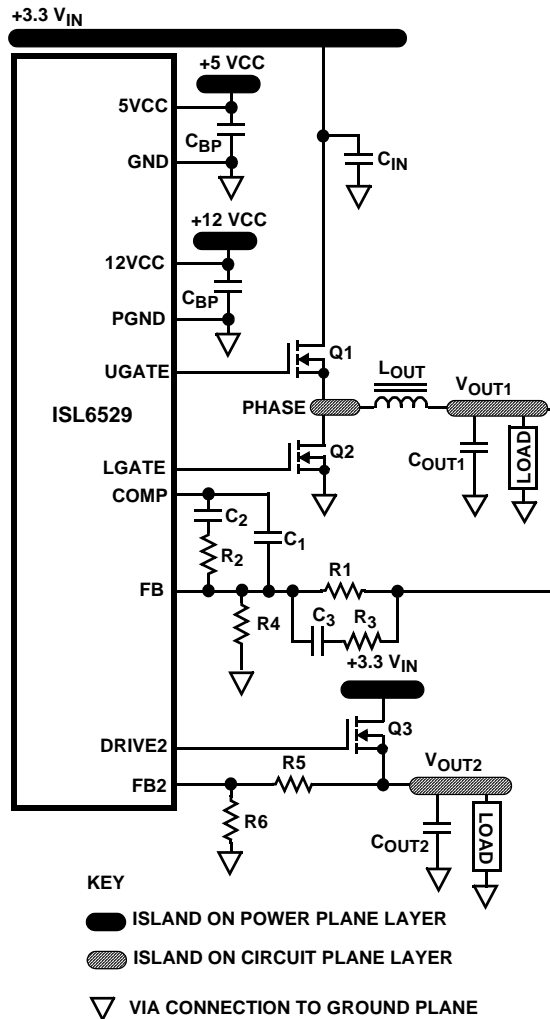 +3.3 VIN
+5 VCC
5VCC
CBP
GND
CIN
+12 VCC
12VCC
CBP
PGND
Q1
UGATE
LOUT
VOUT1
PHASE
ISL6529
Q2
COUT1
LOAD
LGATE
COMP
C2
C1
R2
R1
FB
C3
R3
R4
+3.3 VIN
Q3
DRIVE2
VOUT2
R5
FB2
R6
COUT2
LOAD
KEY
ISLAND ON POWER PLANE LAYER
ISLAND ON CIRCUIT PLANE LAYER
VIA CONNECTION TO GROUND PLANE